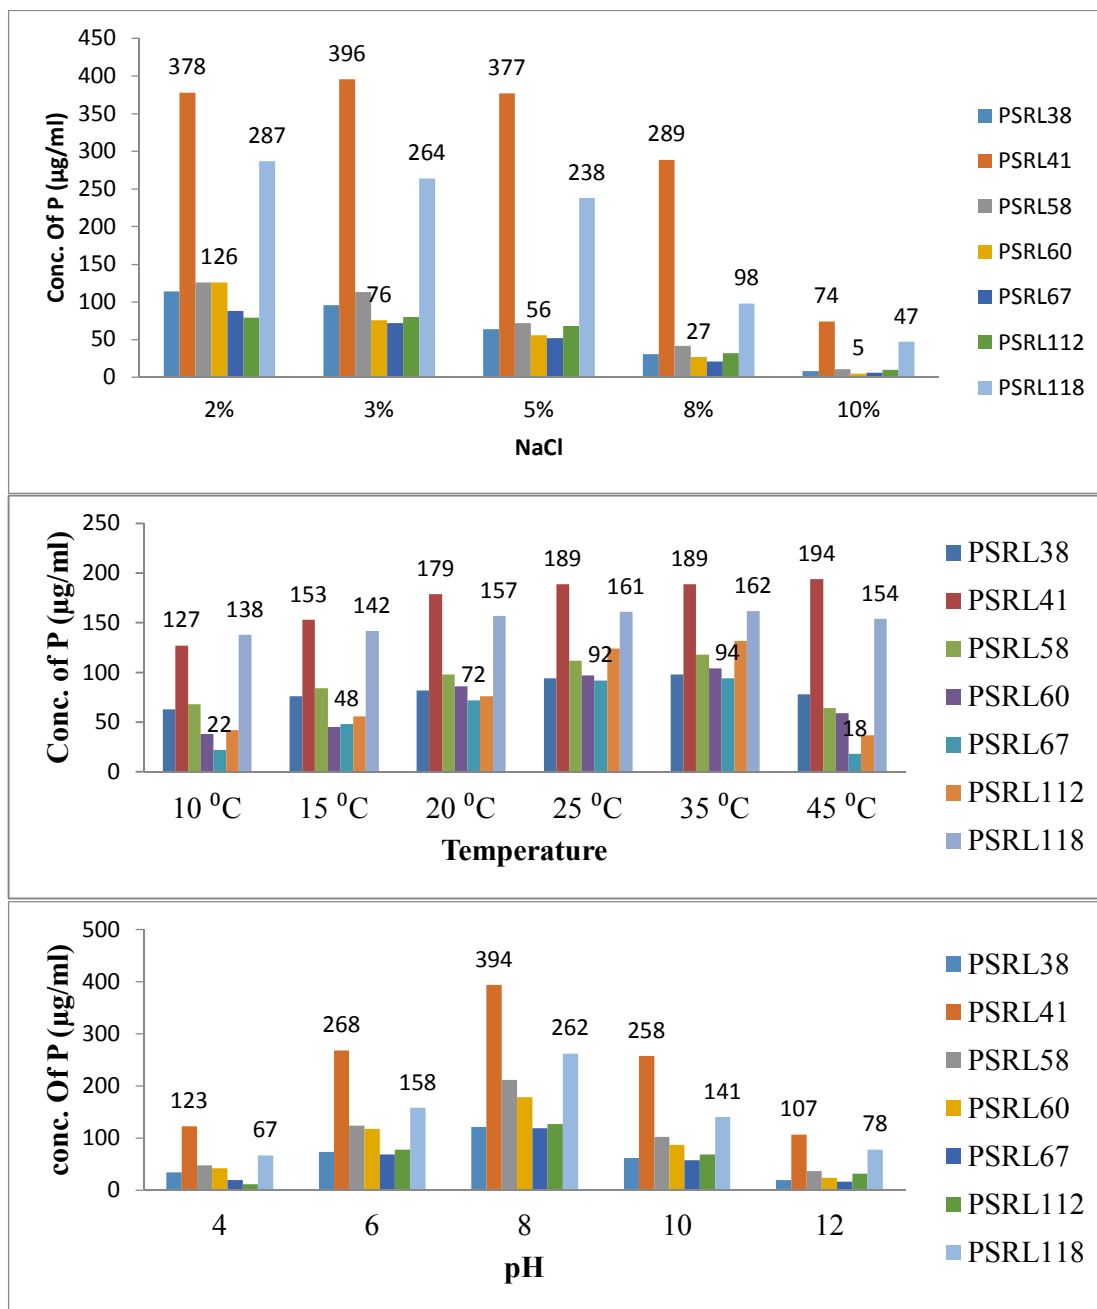 450
400
350
300
250
200
150
100
50
0
Conc. Of P (µg/ml)
378
126
287
396
76
264
377
56
238
289
27
98
74
5
47
2% 3% 5% 8% 10%
NaCl
PSRL38
PSRL41
PSRL58
PSRL60
PSRL67
PSRL112
PSRL118
250
200
150
100
50
0
Conc. of P (µg/ml)
127
22
138
153
48
142
179
72
157
189
92
161
189
94
162
194
18
154
10 ⁰C 15 ⁰C 20 ⁰C 25 ⁰C 35 ⁰C 45 ⁰C
Temperature
PSRL38
PSRL41
PSRL58
PSRL60
PSRL67
PSRL112
PSRL118
500
400
300
200
100
0
conc. Of P (µg/ml)
123
67
268
158
394
262
258
141
107
78
4 6 8 10 12
pH
PSRL38
PSRL41
PSRL58
PSRL60
PSRL67
PSRL112
PSRL118